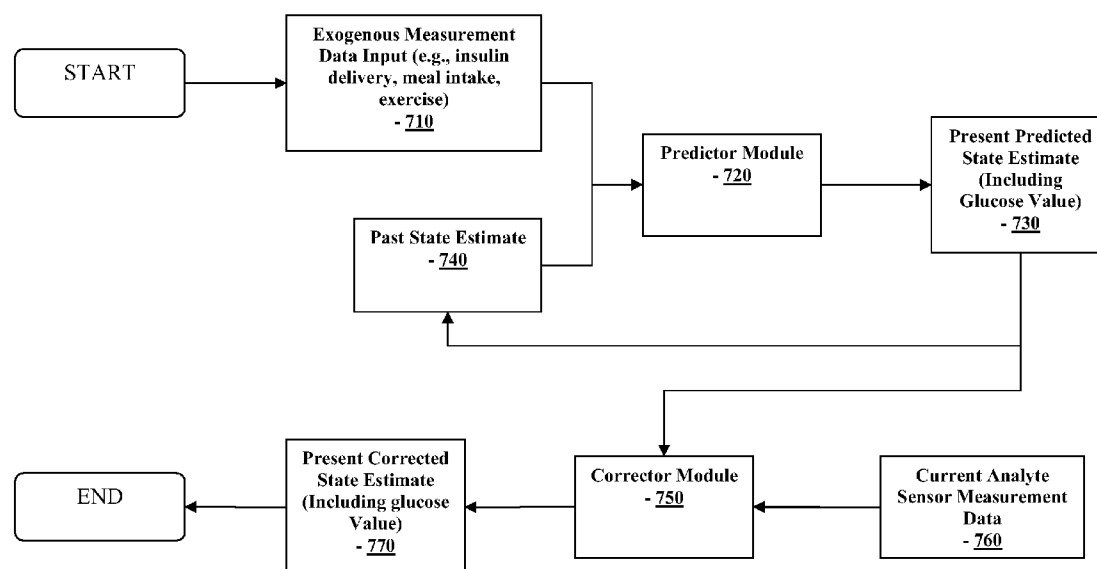 START
Exogenous Measurement
Data Input (e.g., insulin
delivery, meal intake,
exercise)
- 710
Predictor Module
- 720
Present Predicted
State Estimate
(Including
Glucose Value)
- 730
Past State Estimate
- 740
END
Present Corrected
State Estimate
(Including glucose
Value)
- 770
Corrector Module
- 750
Current Analyte
Sensor Measurement
Data
- 760